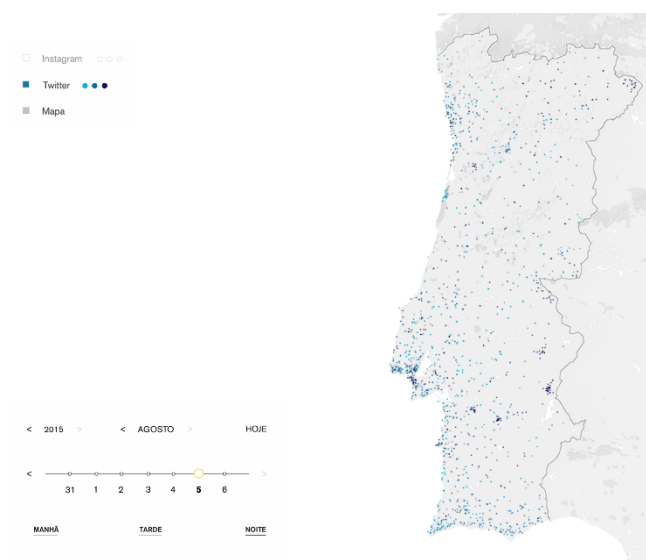 Instagram
Twitter
Mapa
< 2015 > < AGOSTO > HOJE
< 31 1 2 3 4 5 6 >
MANHÃ TARDE NOITE